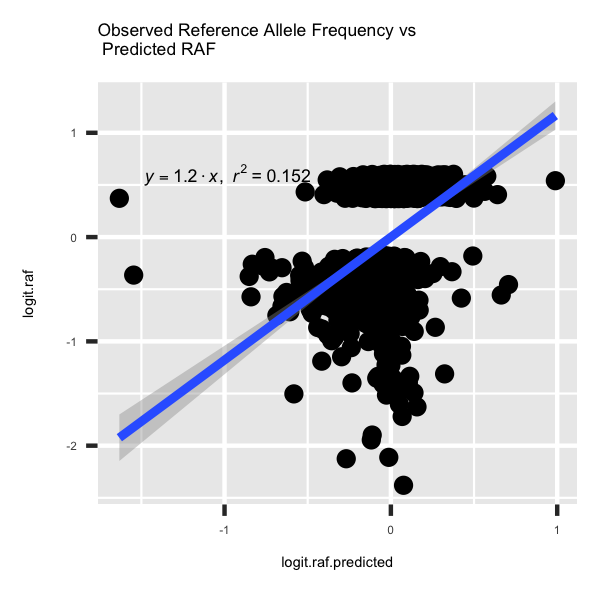 Observed Reference Allele Frequency vs
Predicted RAF
y = 1.2 · x, r² = 0.152
1
0
-1
-2
logit.raf
-1
0
1
logit.raf.predicted